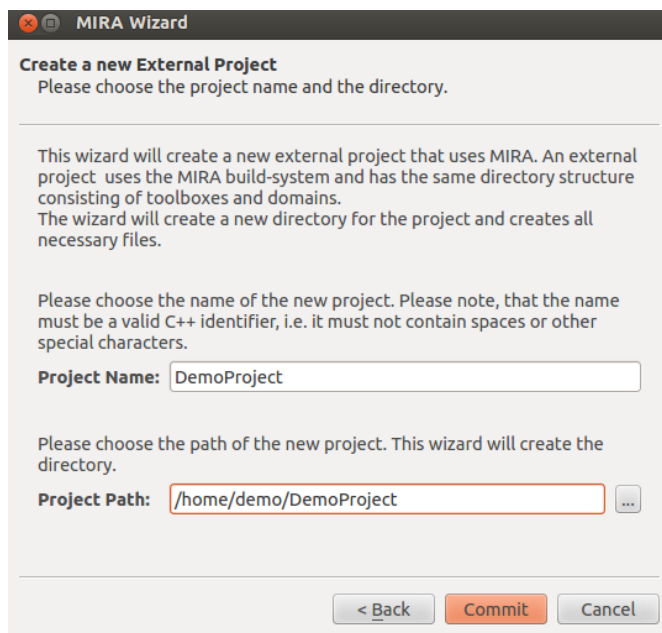 MIRA Wizard
Create a new External Project
Please choose the project name and the directory.
This wizard will create a new external project that uses MIRA. An external
project  uses the MIRA build-system and has the same directory structure
consisting of toolboxes and domains.
The wizard will create a new directory for the project and creates all
necessary files.
Please choose the name of the new project. Please note, that the name
must be a valid C++ identifier, i.e. it must not contain spaces or other
special characters.
Project Name: DemoProject
Please choose the path of the new project. This wizard will create the
directory.
Project Path: /home/demo/DemoProject ...
< Back Commit Cancel